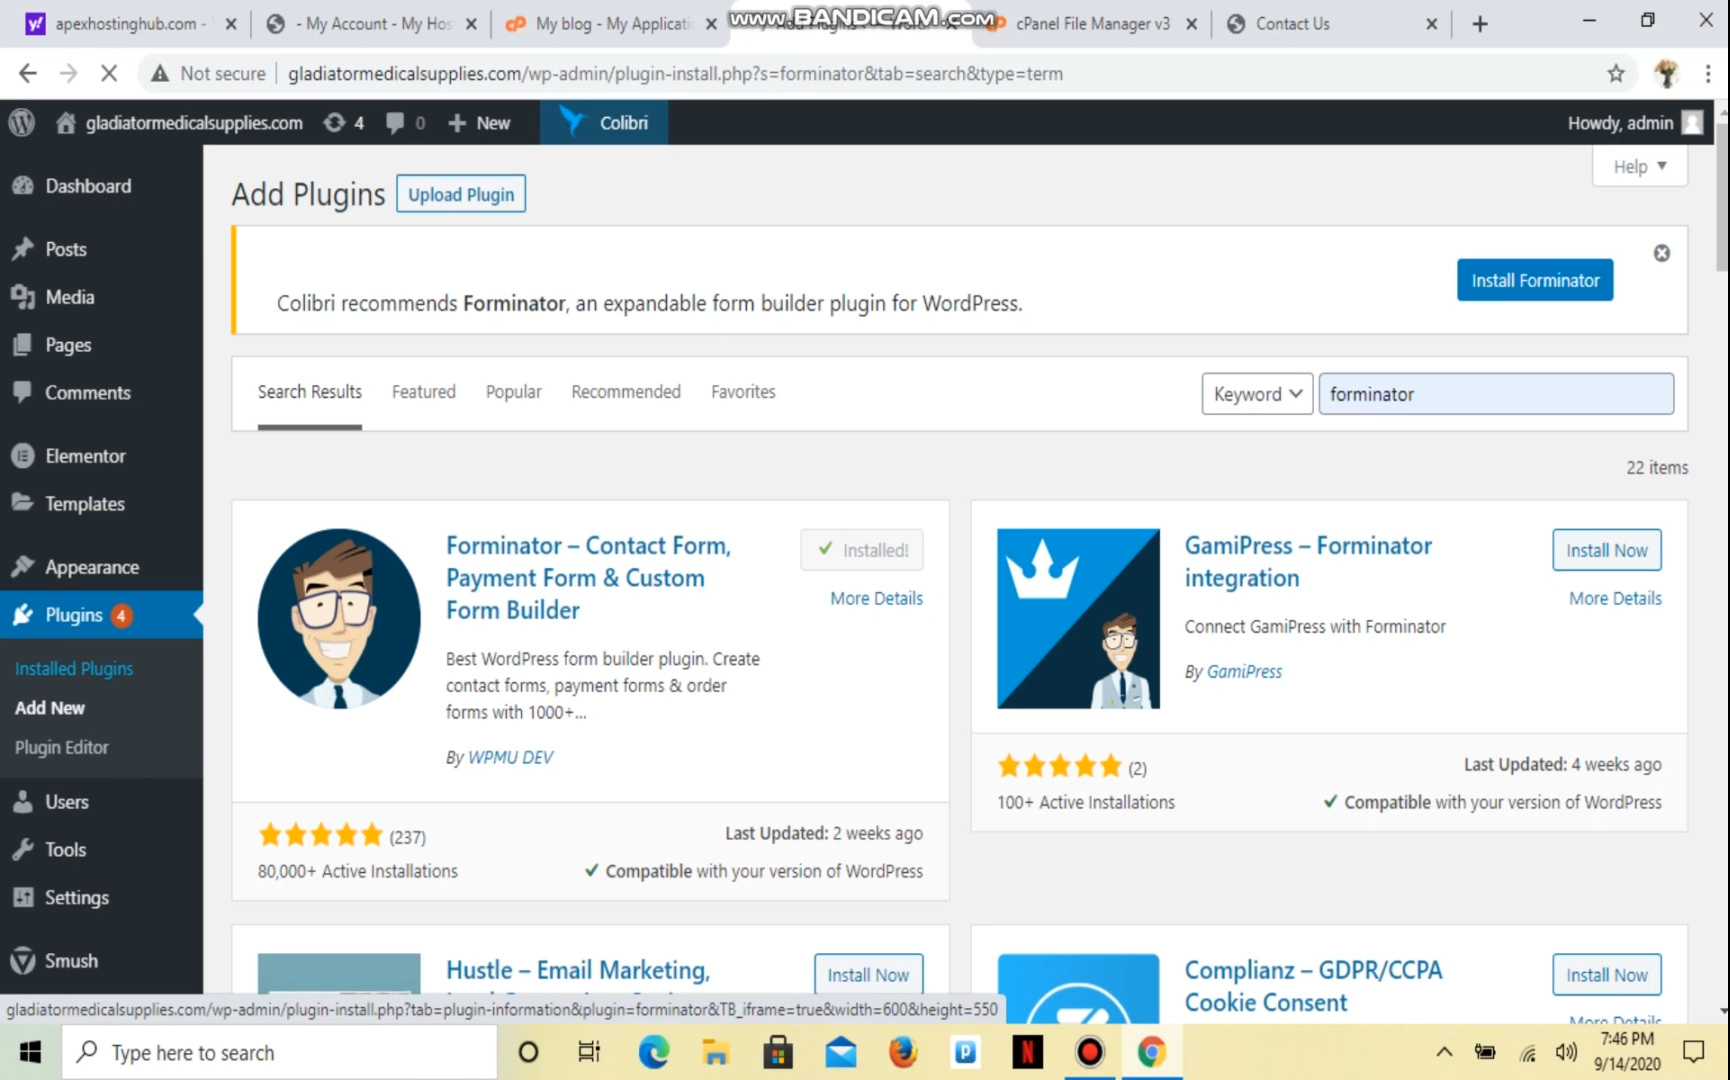 www.BANDICAM.com
apexhostinghub.com -
- My Account - My Hos
My blog - My Applicati
cPanel File Manager v3
Contact Us
Not secure
gladiatormedicalsupplies.com/wp-admin/plugin-install.php?s=forminator&tab=search&type=term
gladiatormedicalsupplies.com
4
0
New
Colibri
Howdy, admin
Dashboard
Posts
Media
Pages
Comments
Elementor
Templates
Appearance
Plugins 4
Installed Plugins
Add New
Plugin Editor
Users
Tools
Settings
Smush
Help
Add Plugins
Upload Plugin
Colibri recommends Forminator, an expandable form builder plugin for WordPress.
Install Forminator
Search Results
Featured
Popular
Recommended
Favorites
Keyword
forminator
22 items
Forminator – Contact Form,
Payment Form & Custom
Form Builder
Installed!
More Details
Best WordPress form builder plugin. Create
contact forms, payment forms & order
forms with 1000+...
By WPMU DEV
(237)
Last Updated: 2 weeks ago
80,000+ Active Installations
Compatible with your version of WordPress
GamiPress – Forminator
integration
Install Now
More Details
Connect GamiPress with Forminator
By GamiPress
(2)
Last Updated: 4 weeks ago
100+ Active Installations
Compatible with your version of WordPress
Hustle – Email Marketing,
Install Now
Complianz – GDPR/CCPA
Cookie Consent
Install Now
More Details
gladiatormedicalsupplies.com/wp-admin/plugin-install.php?tab=plugin-information&plugin=forminator&TB_iframe=true&width=600&height=550
Type here to search
7:46 PM
9/14/2020